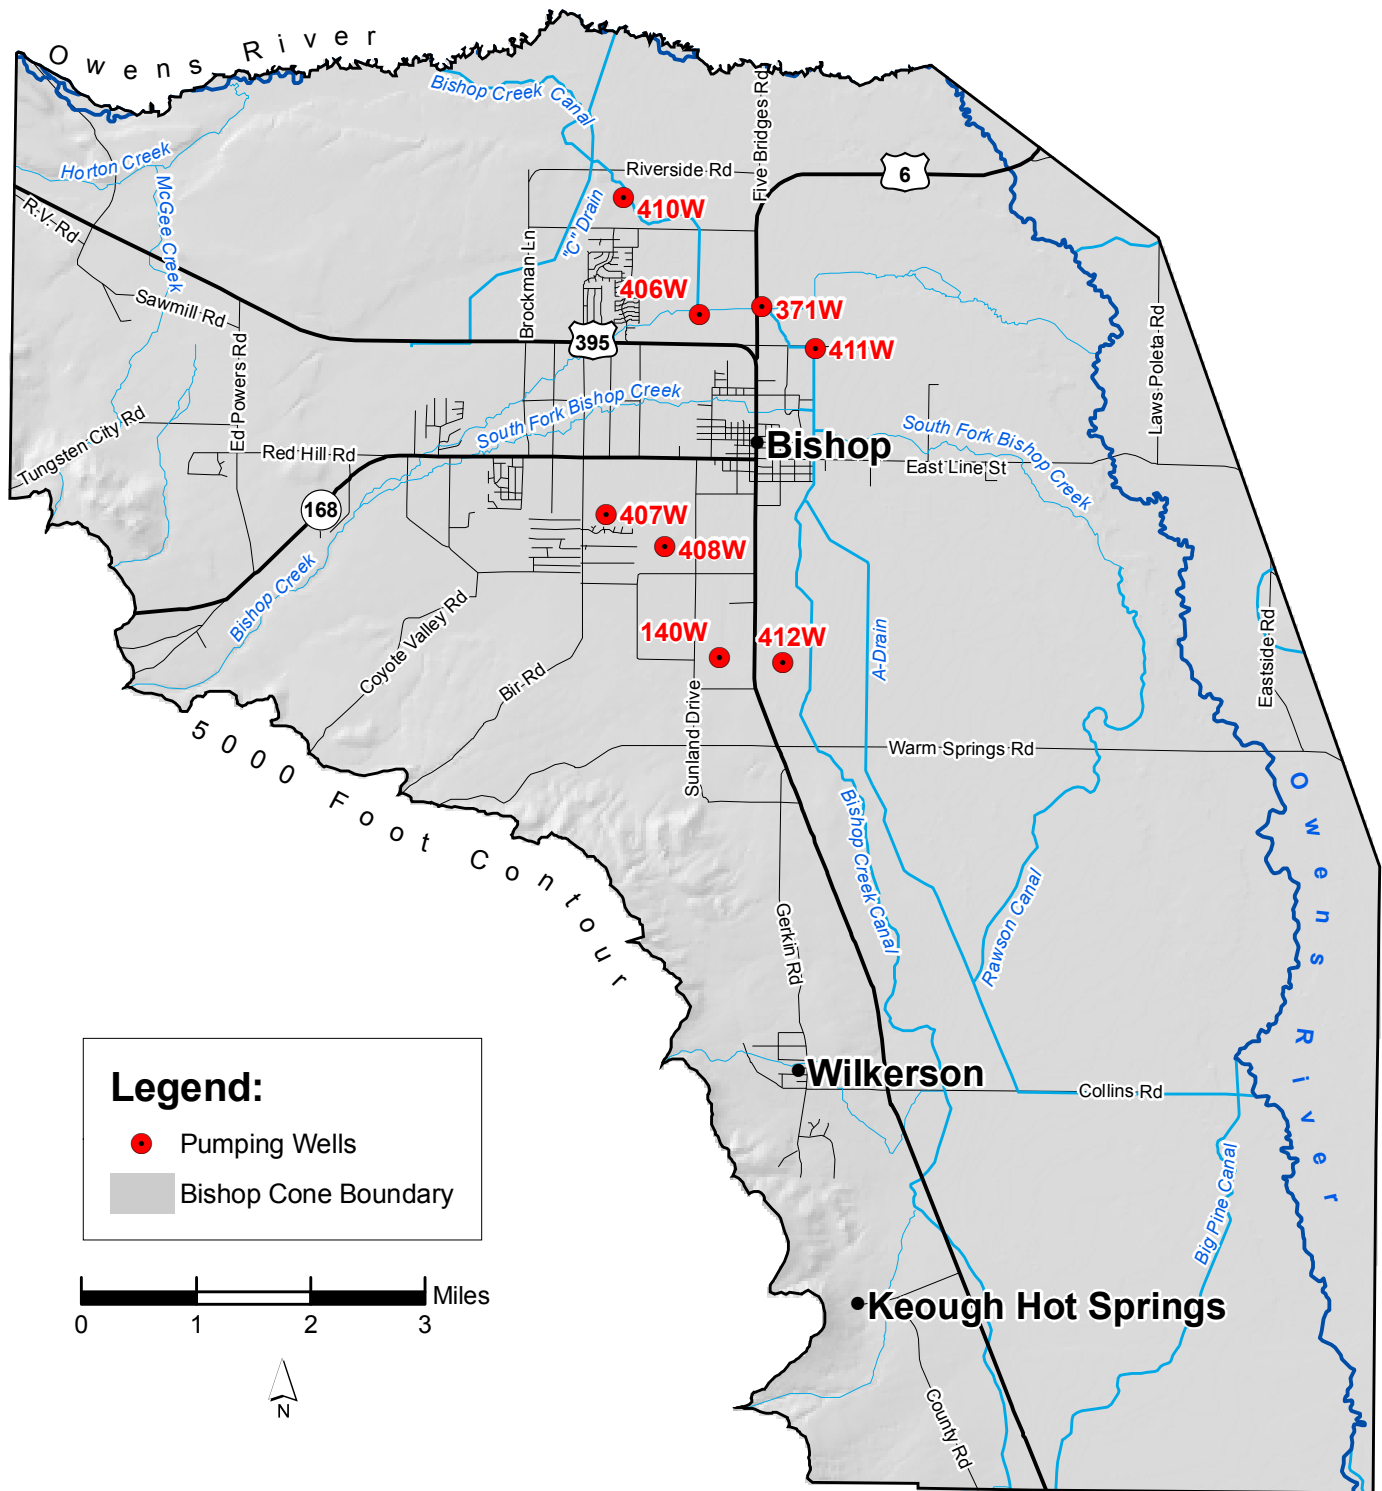 Owens River
Bishop Creek Canal
Five Bridges Rd
Horton Creek
Riverside Rd
6
McGee Creek
R.V. Rd
410W
"C" Drain
Brockman Ln
406W
371W
Sawmill Rd
Laws-Poleta Rd
395
411W
Ed Powers Rd
South Fork Bishop Creek
Tungsten City Rd
South Fork Bishop Creek
Bishop
Red Hill Rd
East Line St
168
407W
408W
Bishop Creek
Coyote Valley Rd
140W
412W
A-Drain
Eastside Rd
Bir Rd
Sunland Drive
5000 Foot Contour
Warm Springs Rd
Owens River
Bishop Creek Canal
Gerkin Rd
Rawson Canal
Wilkerson
Collins Rd
Legend:
Pumping Wells
Bishop Cone Boundary
Big Pine Canal
Miles
0 1 2 3
Keough Hot Springs
N
County Rd